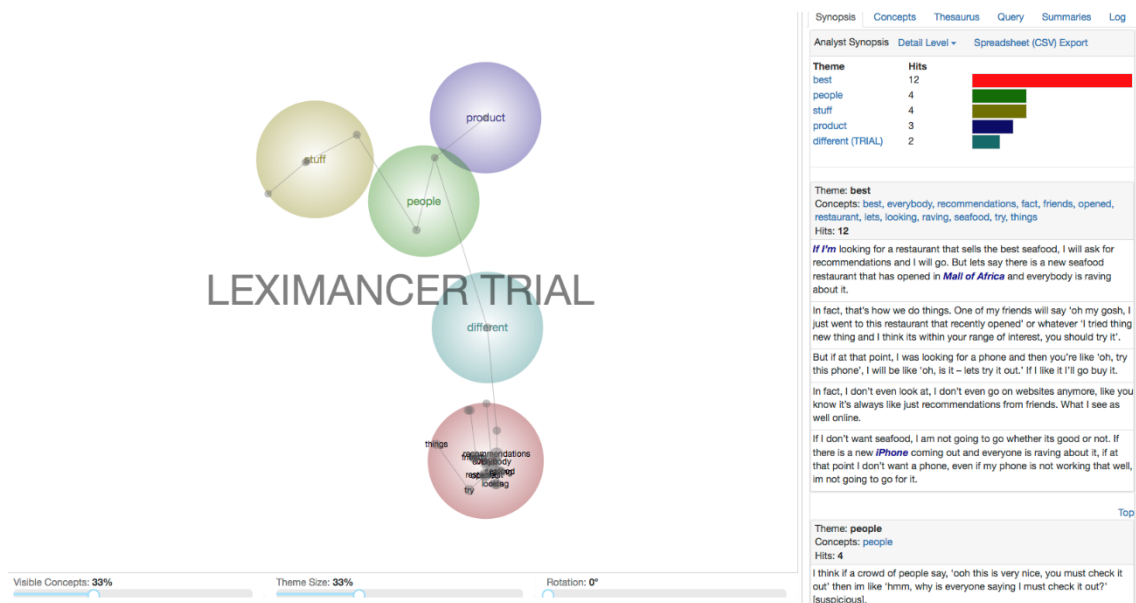 product
stuff
people
LEXIMANCER TRIAL
different
things
recommendations
everybody
looking
try
Visible Concepts: 33%
Theme Size: 33%
Rotation: 0°
Synopsis Concepts Thesaurus Query Summaries Log
Analyst Synopsis Detail Level Spreadsheet (CSV) Export
Theme Hits
best 12
people 4
stuff 4
product 3
different (TRIAL) 2
Theme: best
Concepts: best, everybody, recommendations, fact, friends, opened,
restaurant, lets, looking, raving, seafood, try, things
Hits: 12
If I'm looking for a restaurant that sells the best seafood, I will ask for
recommendations and I will go. But lets say there is a new seafood
restaurant that has opened in Mall of Africa and everybody is raving
about it.
In fact, that's how we do things. One of my friends will say ‘oh my gosh, I
just went to this restaurant that recently opened’ or whatever ‘I tried thing
new thing and I think its within your range of interest, you should try it’.
But if at that point, I was looking for a phone and then you're like ‘oh, try
this phone’, I will be like ‘oh, is it – lets try it out.’ If I like it I’ll go buy it.
In fact, I don't even look at, I don't even go on websites anymore, like you
know it's always like just recommendations from friends. What I see as
well online.
If I don't want seafood, I am not going to go whether its good or not. If
there is a new iPhone coming out and everyone is raving about it, if at
that point I don't want a phone, even if my phone is not working that well,
im not going to go for it.
Top
Theme: people
Concepts: people
Hits: 4
I think if a crowd of people say, ‘ooh this is very nice, you must check it
out’ then im like ‘hmm, why is everyone saying I must check it out?’
[suspicious].